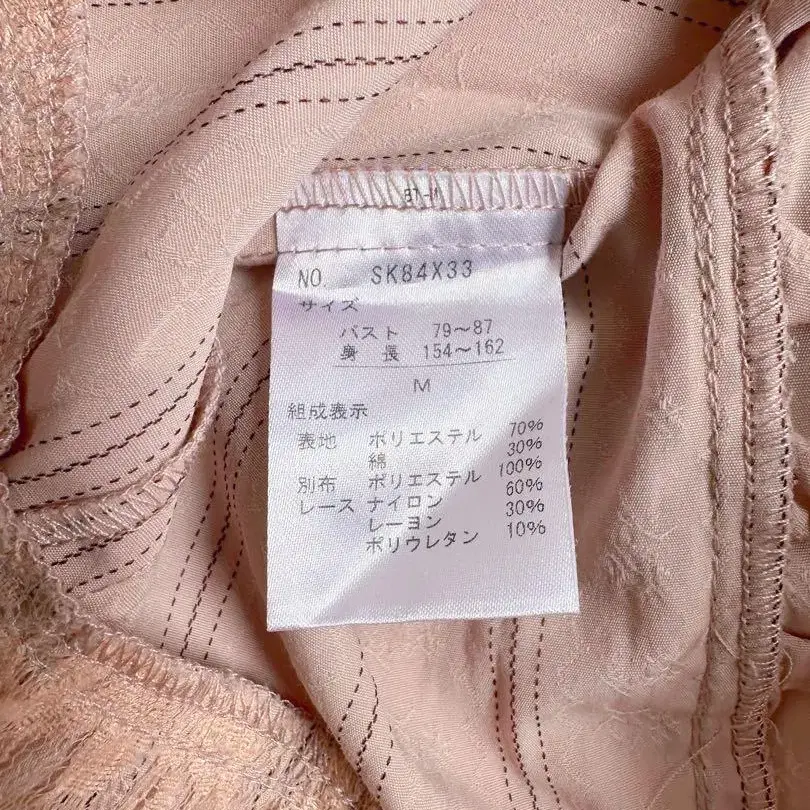 NO. SK84X33
サイズ
バスト 79～87
身長 154～162
M
組成表示
表地 ポリエステル 70%
綿 30%
別布 ポリエステル 100%
レース ナイロン 60%
レーヨン 30%
ポリウレタン 10%